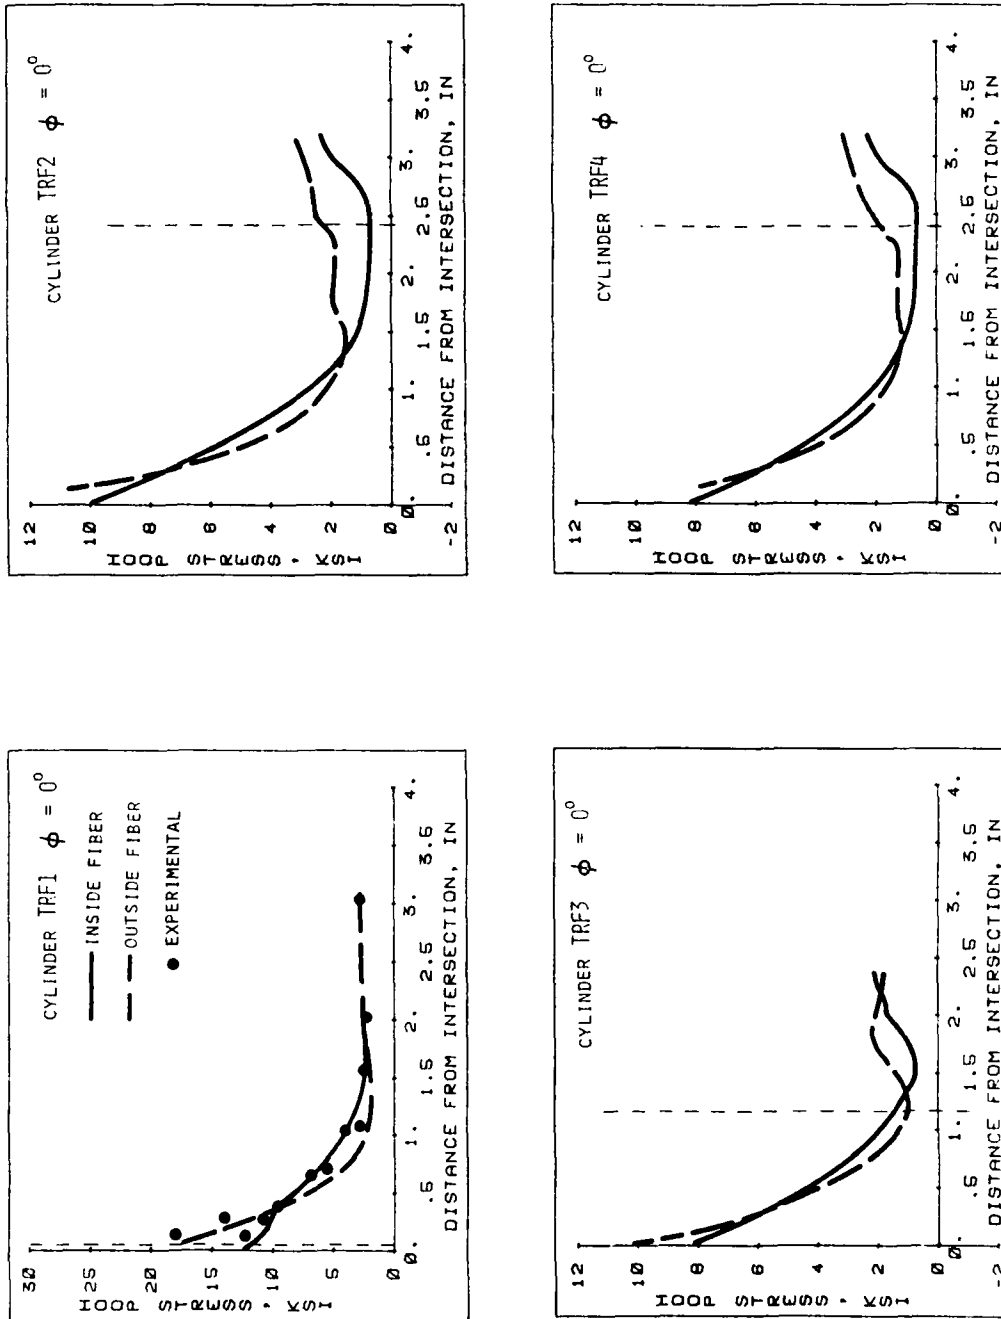 CYLINDER TRF1 ϕ = 0°
INSIDE FIBER
OUTSIDE FIBER
EXPERIMENTAL
30
25
20
15
10
5
0
HOOP STRESS, KSI
0. .5 1. 1.5 2. 2.5 3. 3.5 4.
DISTANCE FROM INTERSECTION, IN
CYLINDER TRF2 ϕ = 0°
12
10
8
6
4
2
0
-2
HOOP STRESS, KSI
0. .5 1. 1.5 2. 2.5 3. 3.5 4.
DISTANCE FROM INTERSECTION, IN
CYLINDER TRF3 ϕ = 0°
12
10
8
6
4
2
0
-2
HOOP STRESS, KSI
0. .5 1. 1.5 2. 2.5 3. 3.5 4.
DISTANCE FROM INTERSECTION, IN
CYLINDER TRF4 ϕ = 0°
12
10
8
6
4
2
0
-2
HOOP STRESS, KSI
0. .5 1. 1.5 2. 2.5 3. 3.5 4.
DISTANCE FROM INTERSECTION, IN